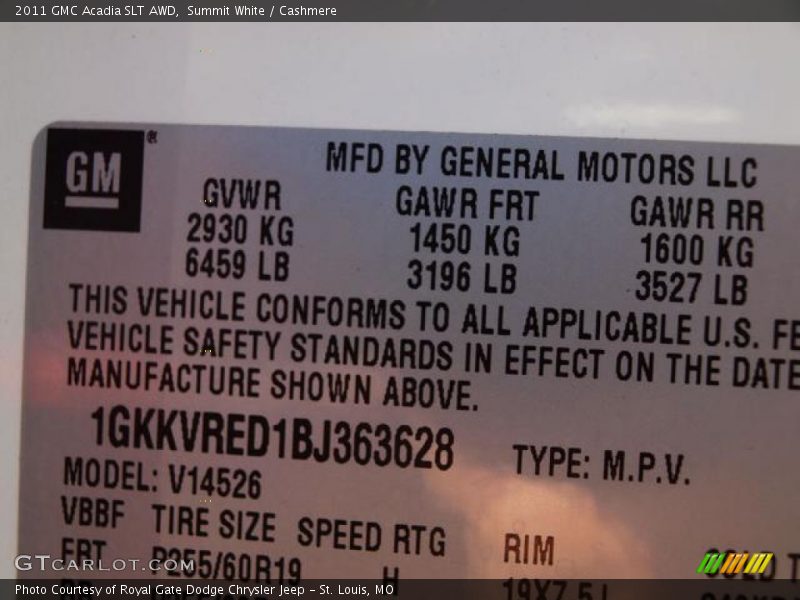 2011 GMC Acadia SLT AWD, Summit White / Cashmere
GM ®
MFD BY GENERAL MOTORS LLC
GVWR GAWR FRT GAWR RR
2930 KG 1450 KG 1600 KG
6459 LB 3196 LB 3527 LB
THIS VEHICLE CONFORMS TO ALL APPLICABLE U.S. FE
VEHICLE SAFETY STANDARDS IN EFFECT ON THE DATE
MANUFACTURE SHOWN ABOVE.
1GKKVRED1BJ363628 TYPE: M.P.V.
MODEL: V14526
VBBF TIRE SIZE SPEED RTG RIM
FRT P255/60R19 H 19X7.5J
GTCARLOT.COM
Photo Courtesy of Royal Gate Dodge Chrysler Jeep - St. Louis, MO